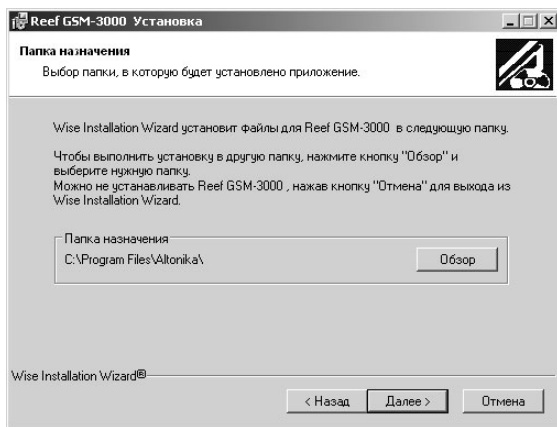 Reef GSM-3000 Установка
Папка назначения
Выбор папки, в которую будет установлено приложение.
Wise Installation Wizard установит файлы для Reef GSM-3000 в следующую папку.
Чтобы выполнить установку в другую папку, нажмите кнопку "Обзор" и
выберите нужную папку.
Можно не устанавливать Reef GSM-3000 , нажав кнопку "Отмена" для выхода из
Wise Installation Wizard.
Папка назначения
C:\Program Files\Altonika\
Обзор
Wise Installation Wizard®
< Назад
Далее >
Отмена